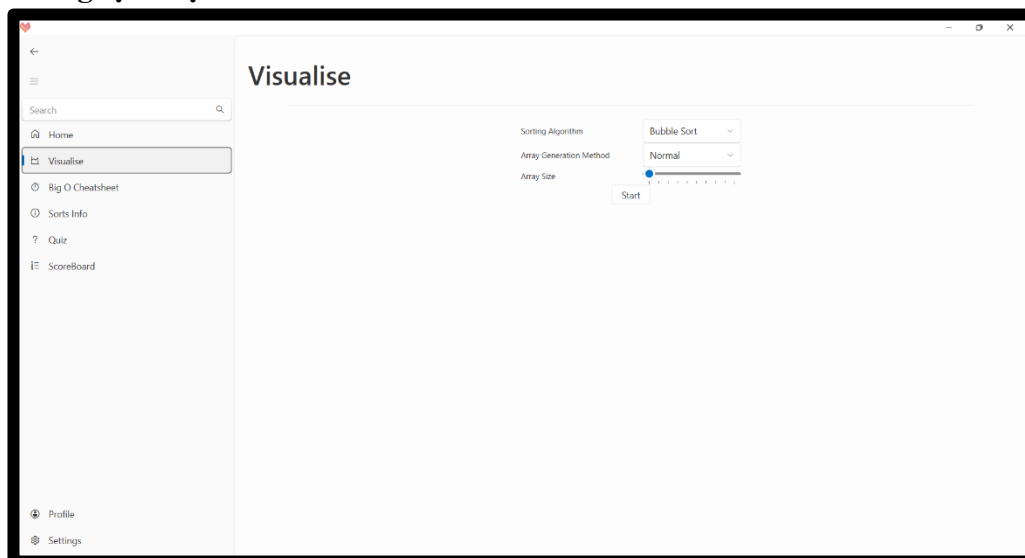 Visualise
Search
Home
Visualise
Big O Cheatsheet
Sorts Info
? Quiz
ScoreBoard
Profile
Settings
Sorting Algorithm Bubble Sort
Array Generation Method Normal
Array Size
Start